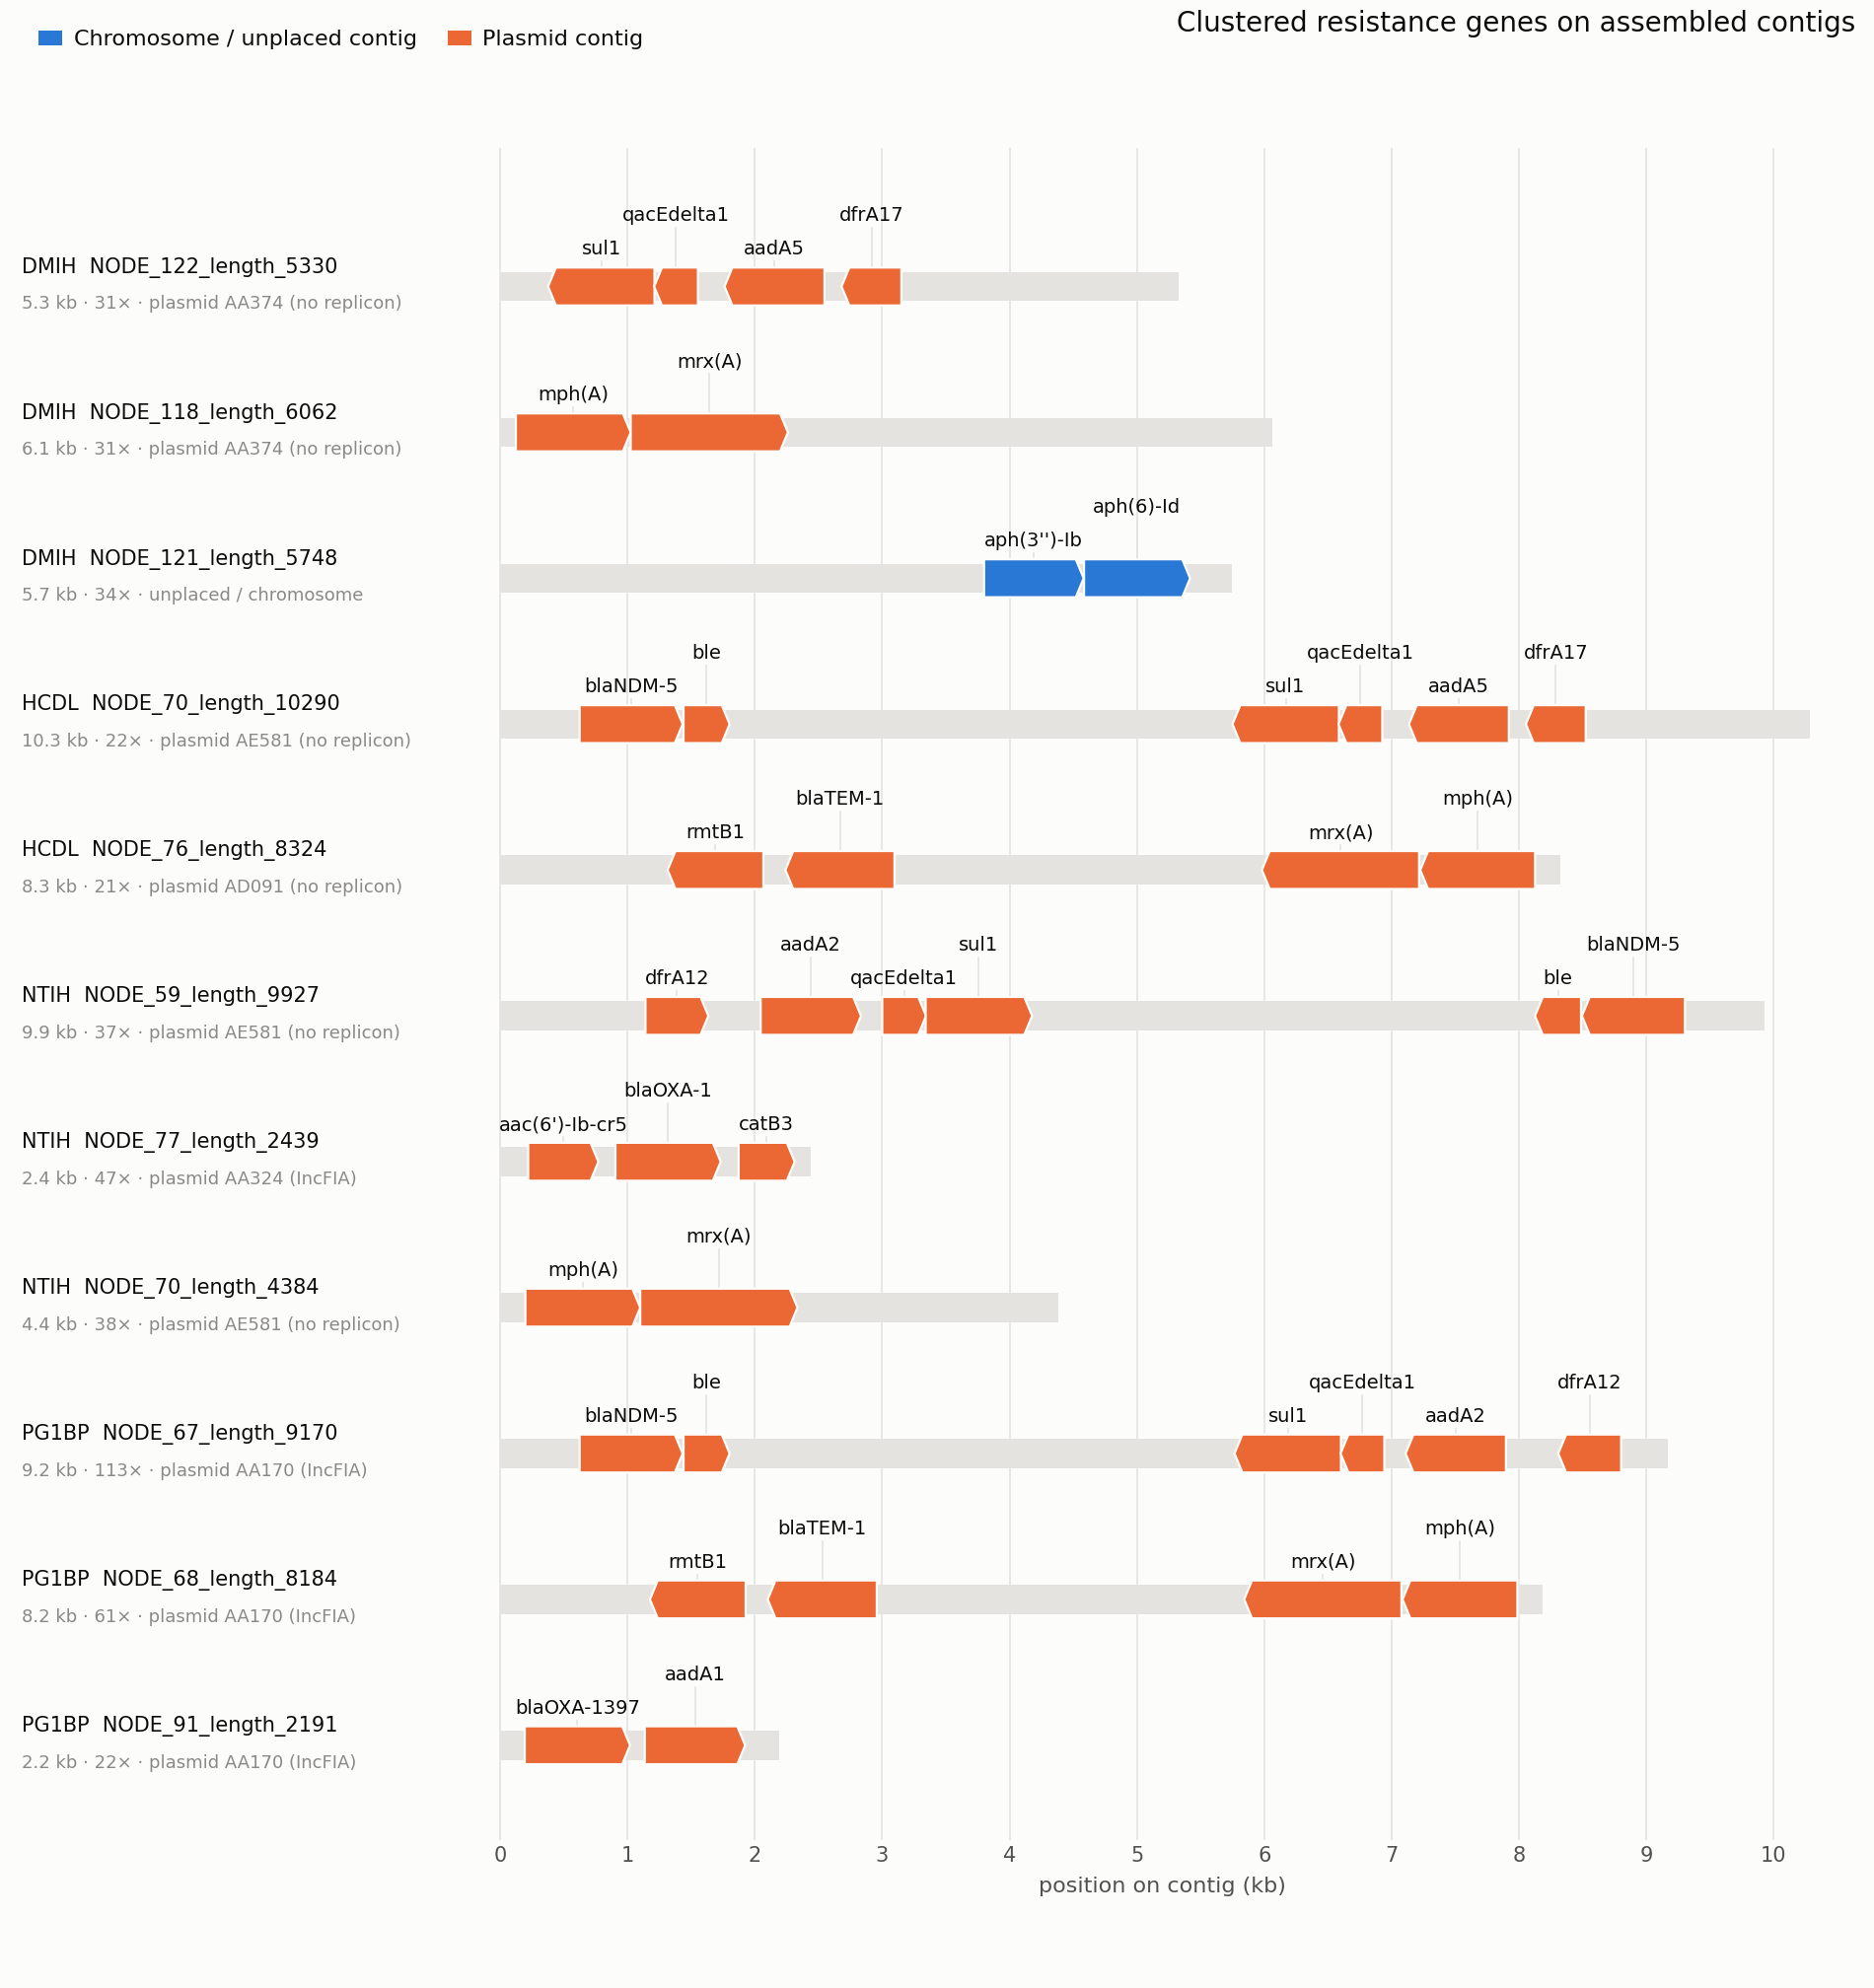 Clustered resistance genes on assembled contigs
Chromosome / unplaced contig
Plasmid contig
qacEdelta1 dfrA17
sul1 aadA5
DMIH NODE_122_length_5330
5.3 kb · 31× · plasmid AA374 (no replicon)
mrx(A)
mph(A)
DMIH NODE_118_length_6062
6.1 kb · 31× · plasmid AA374 (no replicon)
aph(6)-Id
aph(3'')-Ib
DMIH NODE_121_length_5748
5.7 kb · 34× · unplaced / chromosome
ble qacEdelta1 dfrA17
blaNDM-5 sul1 aadA5
HCDL NODE_70_length_10290
10.3 kb · 22× · plasmid AE581 (no replicon)
blaTEM-1 mph(A)
rmtB1 mrx(A)
HCDL NODE_76_length_8324
8.3 kb · 21× · plasmid AD091 (no replicon)
aadA2 sul1 blaNDM-5
dfrA12 qacEdelta1 ble
NTIH NODE_59_length_9927
9.9 kb · 37× · plasmid AE581 (no replicon)
blaOXA-1
aac(6')-Ib-cr5 catB3
NTIH NODE_77_length_2439
2.4 kb · 47× · plasmid AA324 (IncFIA)
mrx(A)
mph(A)
NTIH NODE_70_length_4384
4.4 kb · 38× · plasmid AE581 (no replicon)
ble qacEdelta1 dfrA12
blaNDM-5 sul1 aadA2
PG1BP NODE_67_length_9170
9.2 kb · 113× · plasmid AA170 (IncFIA)
blaTEM-1 mph(A)
rmtB1 mrx(A)
PG1BP NODE_68_length_8184
8.2 kb · 61× · plasmid AA170 (IncFIA)
aadA1
blaOXA-1397
PG1BP NODE_91_length_2191
2.2 kb · 22× · plasmid AA170 (IncFIA)
0 1 2 3 4 5 6 7 8 9 10
position on contig (kb)